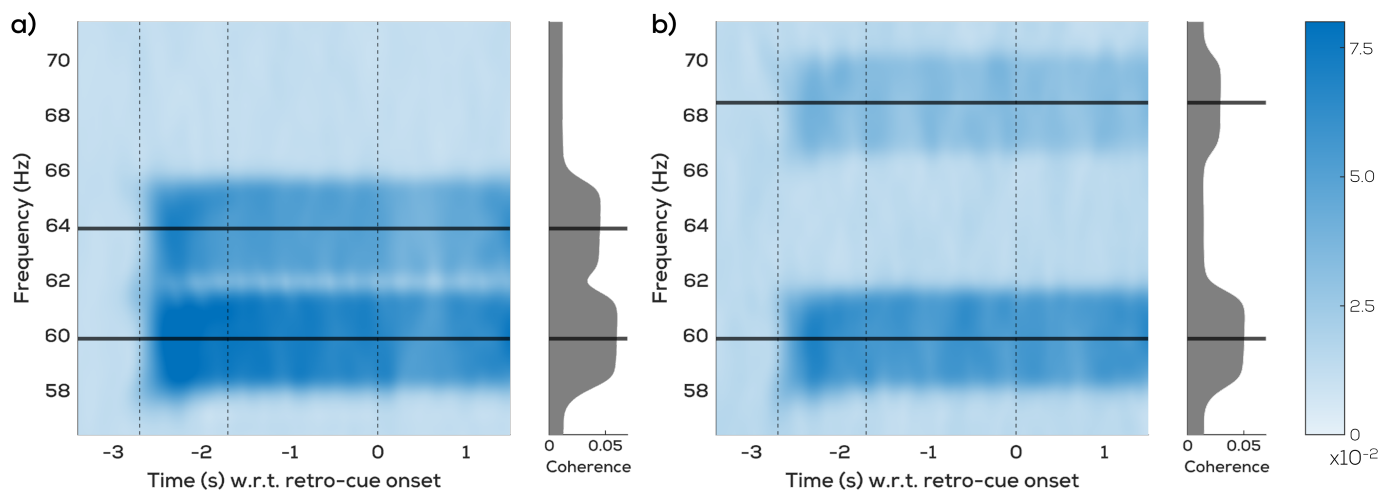 a)
70
68
66
64
62
60
58
Frequency (Hz)
-3 -2 -1 0 1
Time (s) w.r.t. retro-cue onset
0 0.05
Coherence
b)
70
68
66
64
62
60
58
Frequency (Hz)
-3 -2 -1 0 1
Time (s) w.r.t. retro-cue onset
0 0.05
Coherence
7.5
5.0
2.5
0
x10-2